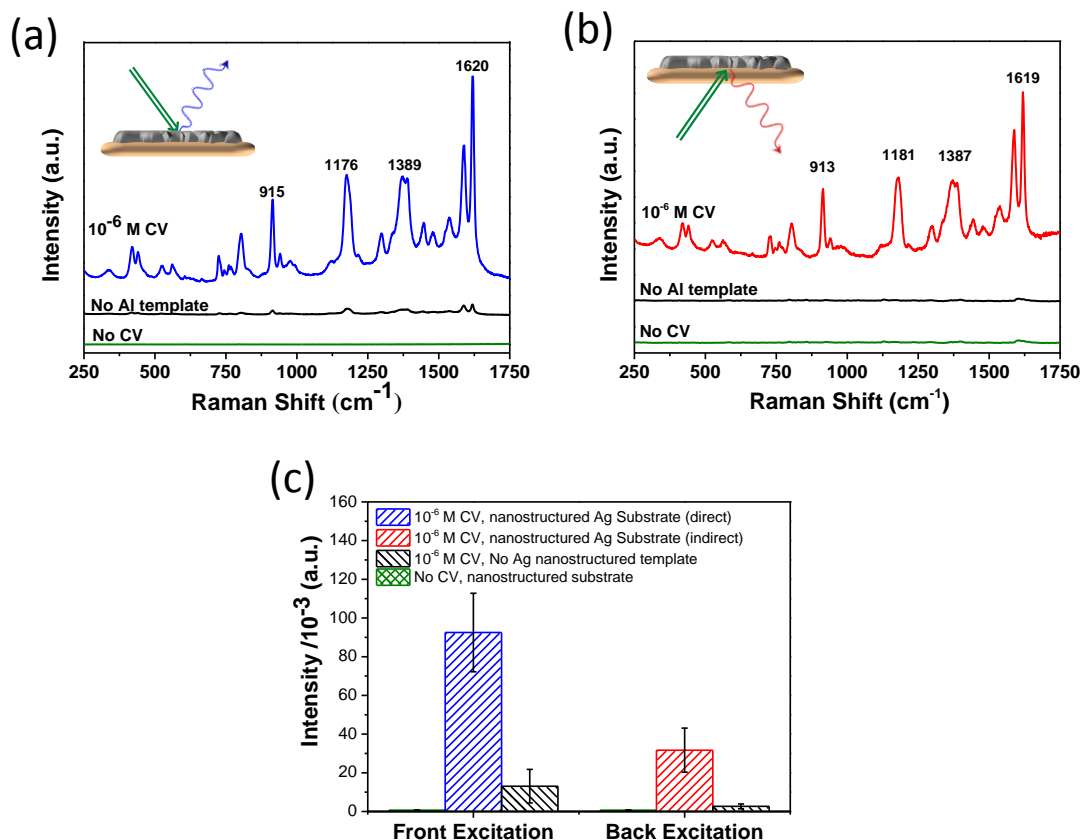 (a)
Intensity (a.u.)
10⁻⁶ M CV
915
1176
1389
1620
No Al template
No CV
250 500 750 1000 1250 1500 1750
Raman Shift (cm⁻¹)
(b)
Intensity (a.u.)
10⁻⁶ M CV
913
1181
1387
1619
No Al template
No CV
250 500 750 1000 1250 1500 1750
Raman Shift (cm⁻¹)
(c)
Intensity /10⁻³ (a.u.)
160
140
120
100
80
60
40
20
0
10⁻⁶ M CV, nanostructured Ag Substrate (direct)
10⁻⁶ M CV, nanostructured Ag Substrate (indirect)
10⁻⁶ M CV, No Ag nanostructured template
No CV, nanostructured substrate
Front Excitation Back Excitation